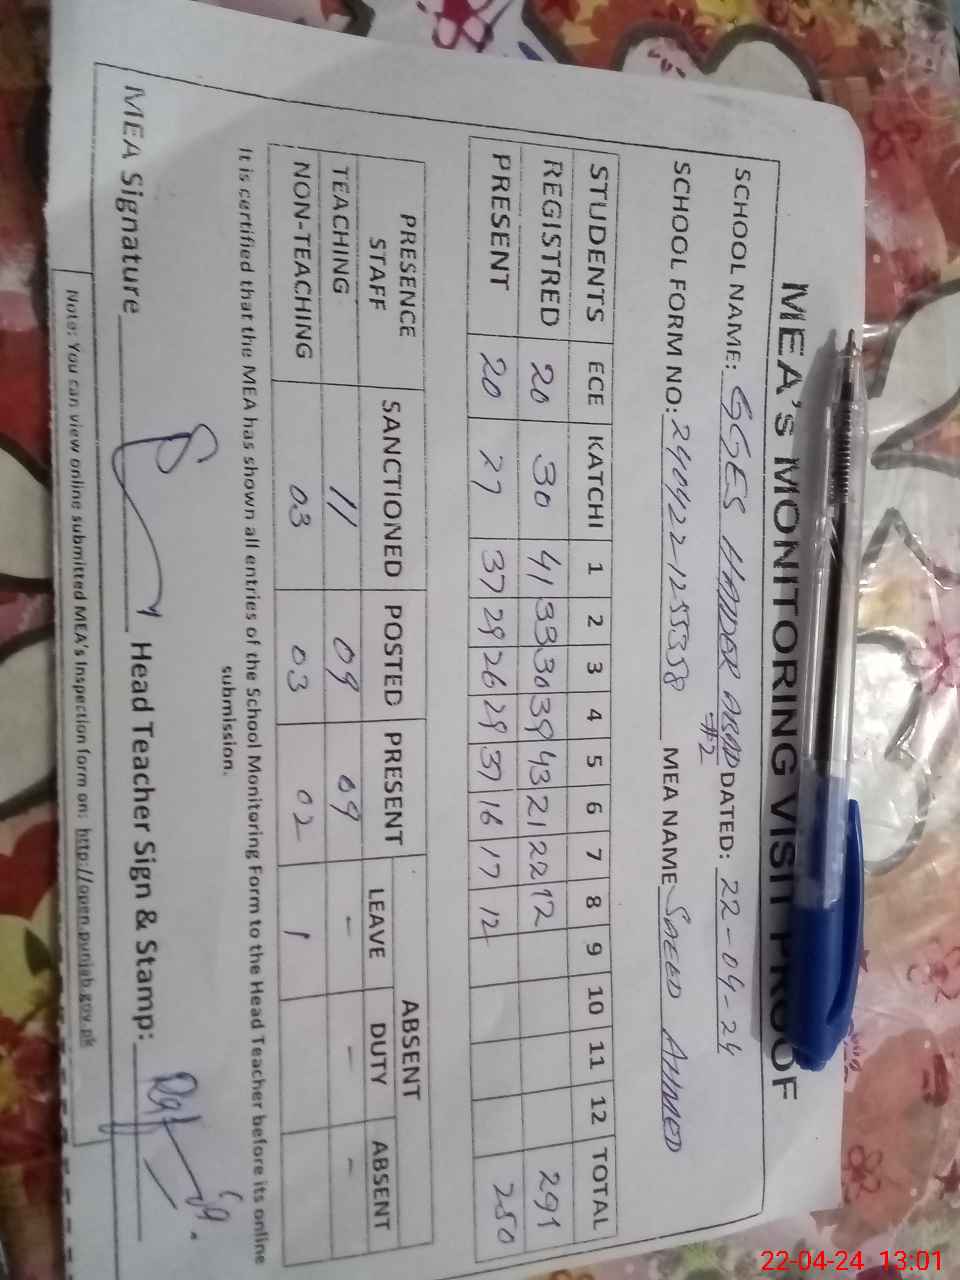 MEA's MONITORING VISIT PROOF
SCHOOL NAME: GGES HAIDER ABAD #2 DATED: 22-04-24
SCHOOL FORM NO: 240422-1255358 MEA NAME SAEED AHMED
STUDENTS ECE KATCHI 1 2 3 4 5 6 7 8 9 10 11 12 TOTAL
REGISTRED 20 30 41 33 30 39 43 21 22 12 291
PRESENT 20 27 37 29 26 29 37 16 17 12 250
PRESENCE STAFF SANCTIONED POSTED PRESENT ABSENT
LEAVE DUTY ABSENT
TEACHING 11 09 09 - - -
NON-TEACHING 03 03 02 1
It is certified that the MEA has shown all entries of the School Monitoring Form to the Head Teacher before its online
submission.
MEA Signature Head Teacher Sign & Stamp:
Note: You can view online submitted MEA's Inspection form on: http://open.punjab.gov.pk
22-04-24 13:01